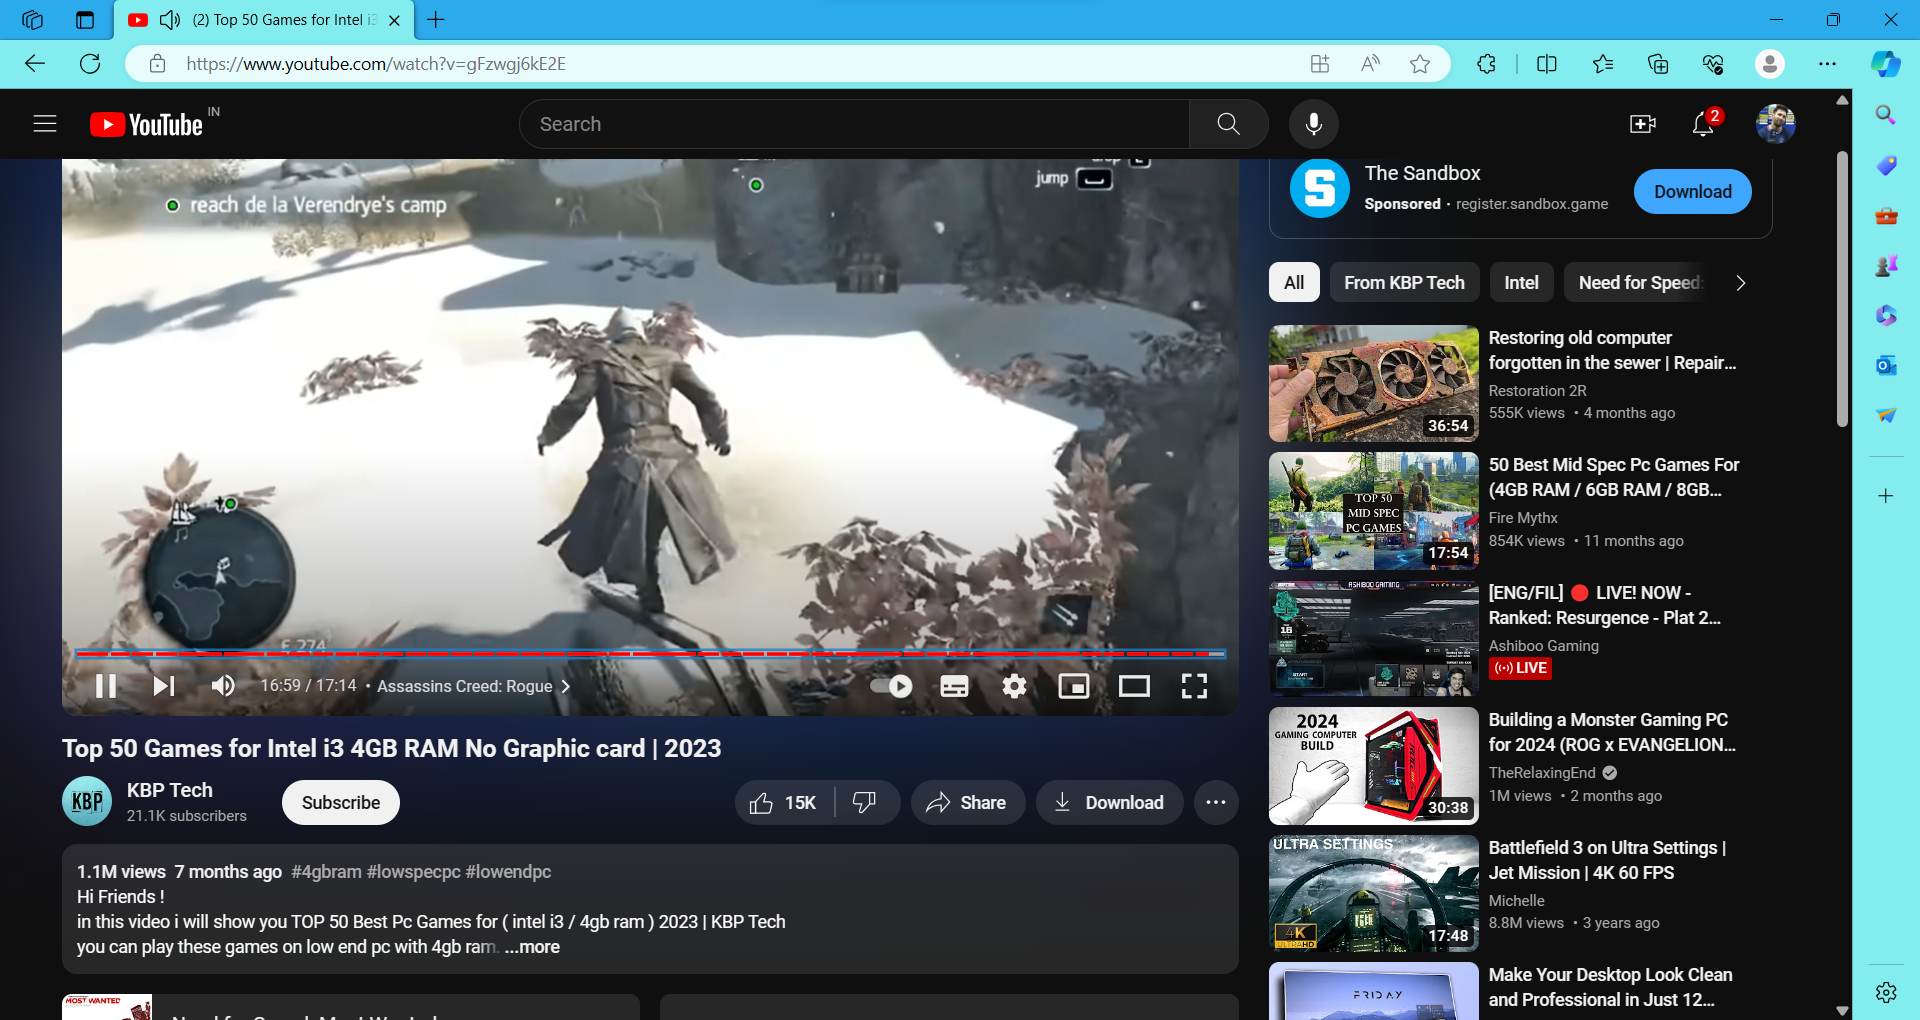 (2) Top 50 Games for Intel i3
https://www.youtube.com/watch?v=gFzwgj6kE2E
YouTube IN
Search
2
reach de la Verendrye's camp
jump
£ 274
16:59 / 17:14 • Assassins Creed: Rogue
Top 50 Games for Intel i3 4GB RAM No Graphic card | 2023
KBP
KBP Tech
21.1K subscribers
Subscribe
15K
Share
Download
1.1M views 7 months ago #4gbram #lowspecpc #lowendpc
Hi Friends !
in this video i will show you TOP 50 Best Pc Games for ( intel i3 / 4gb ram ) 2023 | KBP Tech
you can play these games on low end pc with 4gb ram. ...more
MOST WANTED
The Sandbox
Sponsored · register.sandbox.game
Download
All
From KBP Tech
Intel
Need for Speed:
36:54
Restoring old computer
forgotten in the sewer | Repair...
Restoration 2R
555K views • 4 months ago
TOP 50
MID SPEC
PC GAMES
17:54
50 Best Mid Spec Pc Games For
(4GB RAM / 6GB RAM / 8GB...
Fire Mythx
854K views • 11 months ago
ASHIBOO GAMING
16
START
[ENG/FIL] 🔴 LIVE! NOW -
Ranked: Resurgence - Plat 2...
Ashiboo Gaming
LIVE
2024
GAMING COMPUTER
BUILD
30:38
Building a Monster Gaming PC
for 2024 (ROG x EVANGELION...
TheRelaxingEnd
1M views • 2 months ago
ULTRA SETTINGS
4K
ULTRA HD
17:48
Battlefield 3 on Ultra Settings |
Jet Mission | 4K 60 FPS
Michelle
8.8M views • 3 years ago
FRIDAY
Make Your Desktop Look Clean
and Professional in Just 12...